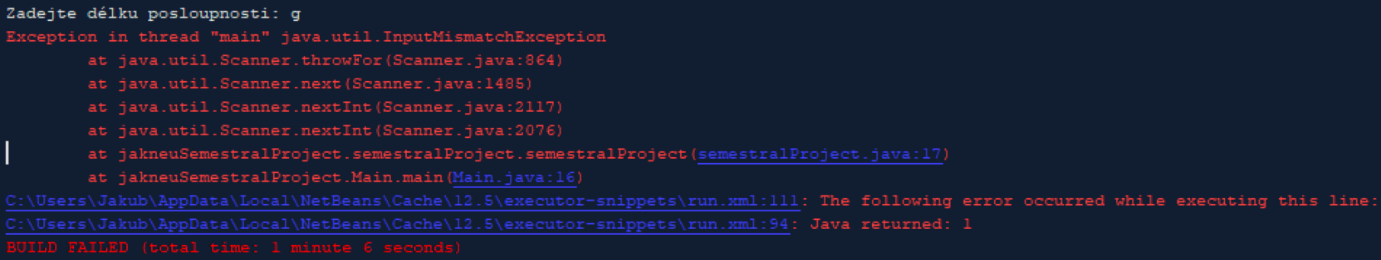 Zadejte délku posloupnosti: g
Exception in thread "main" java.util.InputMismatchException
at java.util.Scanner.throwFor(Scanner.java:864)
at java.util.Scanner.next(Scanner.java:1485)
at java.util.Scanner.nextInt(Scanner.java:2117)
at java.util.Scanner.nextInt(Scanner.java:2076)
at jakneuSemestralProject.semestralProject.semestralProject(semestralProject.java:17)
at jakneuSemestralProject.Main.main(Main.java:16)
C:\Users\Jakub\AppData\Local\NetBeans\Cache\12.5\executor-snippets\run.xml:111: The following error occurred while executing this line:
C:\Users\Jakub\AppData\Local\NetBeans\Cache\12.5\executor-snippets\run.xml:94: Java returned: 1
BUILD FAILED (total time: 1 minute 6 seconds)